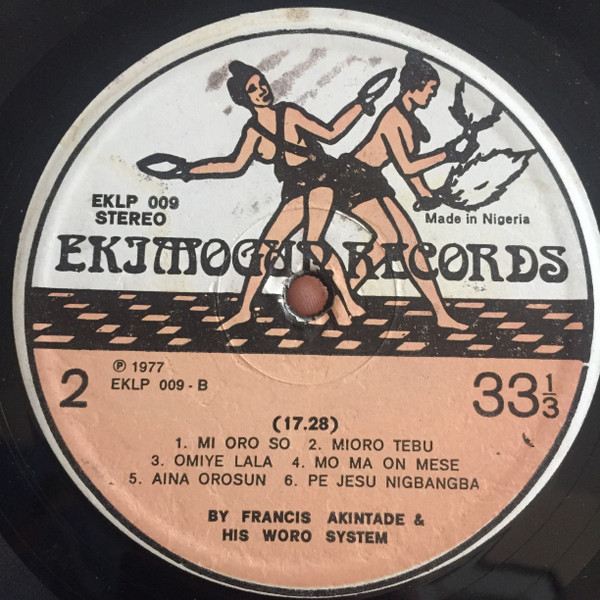 EKLP 009
STEREO
Made in Nigeria
EKIMOGUN RECORDS
2
℗ 1977
EKLP 009 - B
33⅓
(17.28)
1. MI ORO SO 2. MIORO TEBU
3. OMIYE LALA 4. MO MA ON MESE
5. AINA OROSUN 6. PE JESU NIGBANGBA
BY FRANCIS AKINTADE &
HIS WORO SYSTEM